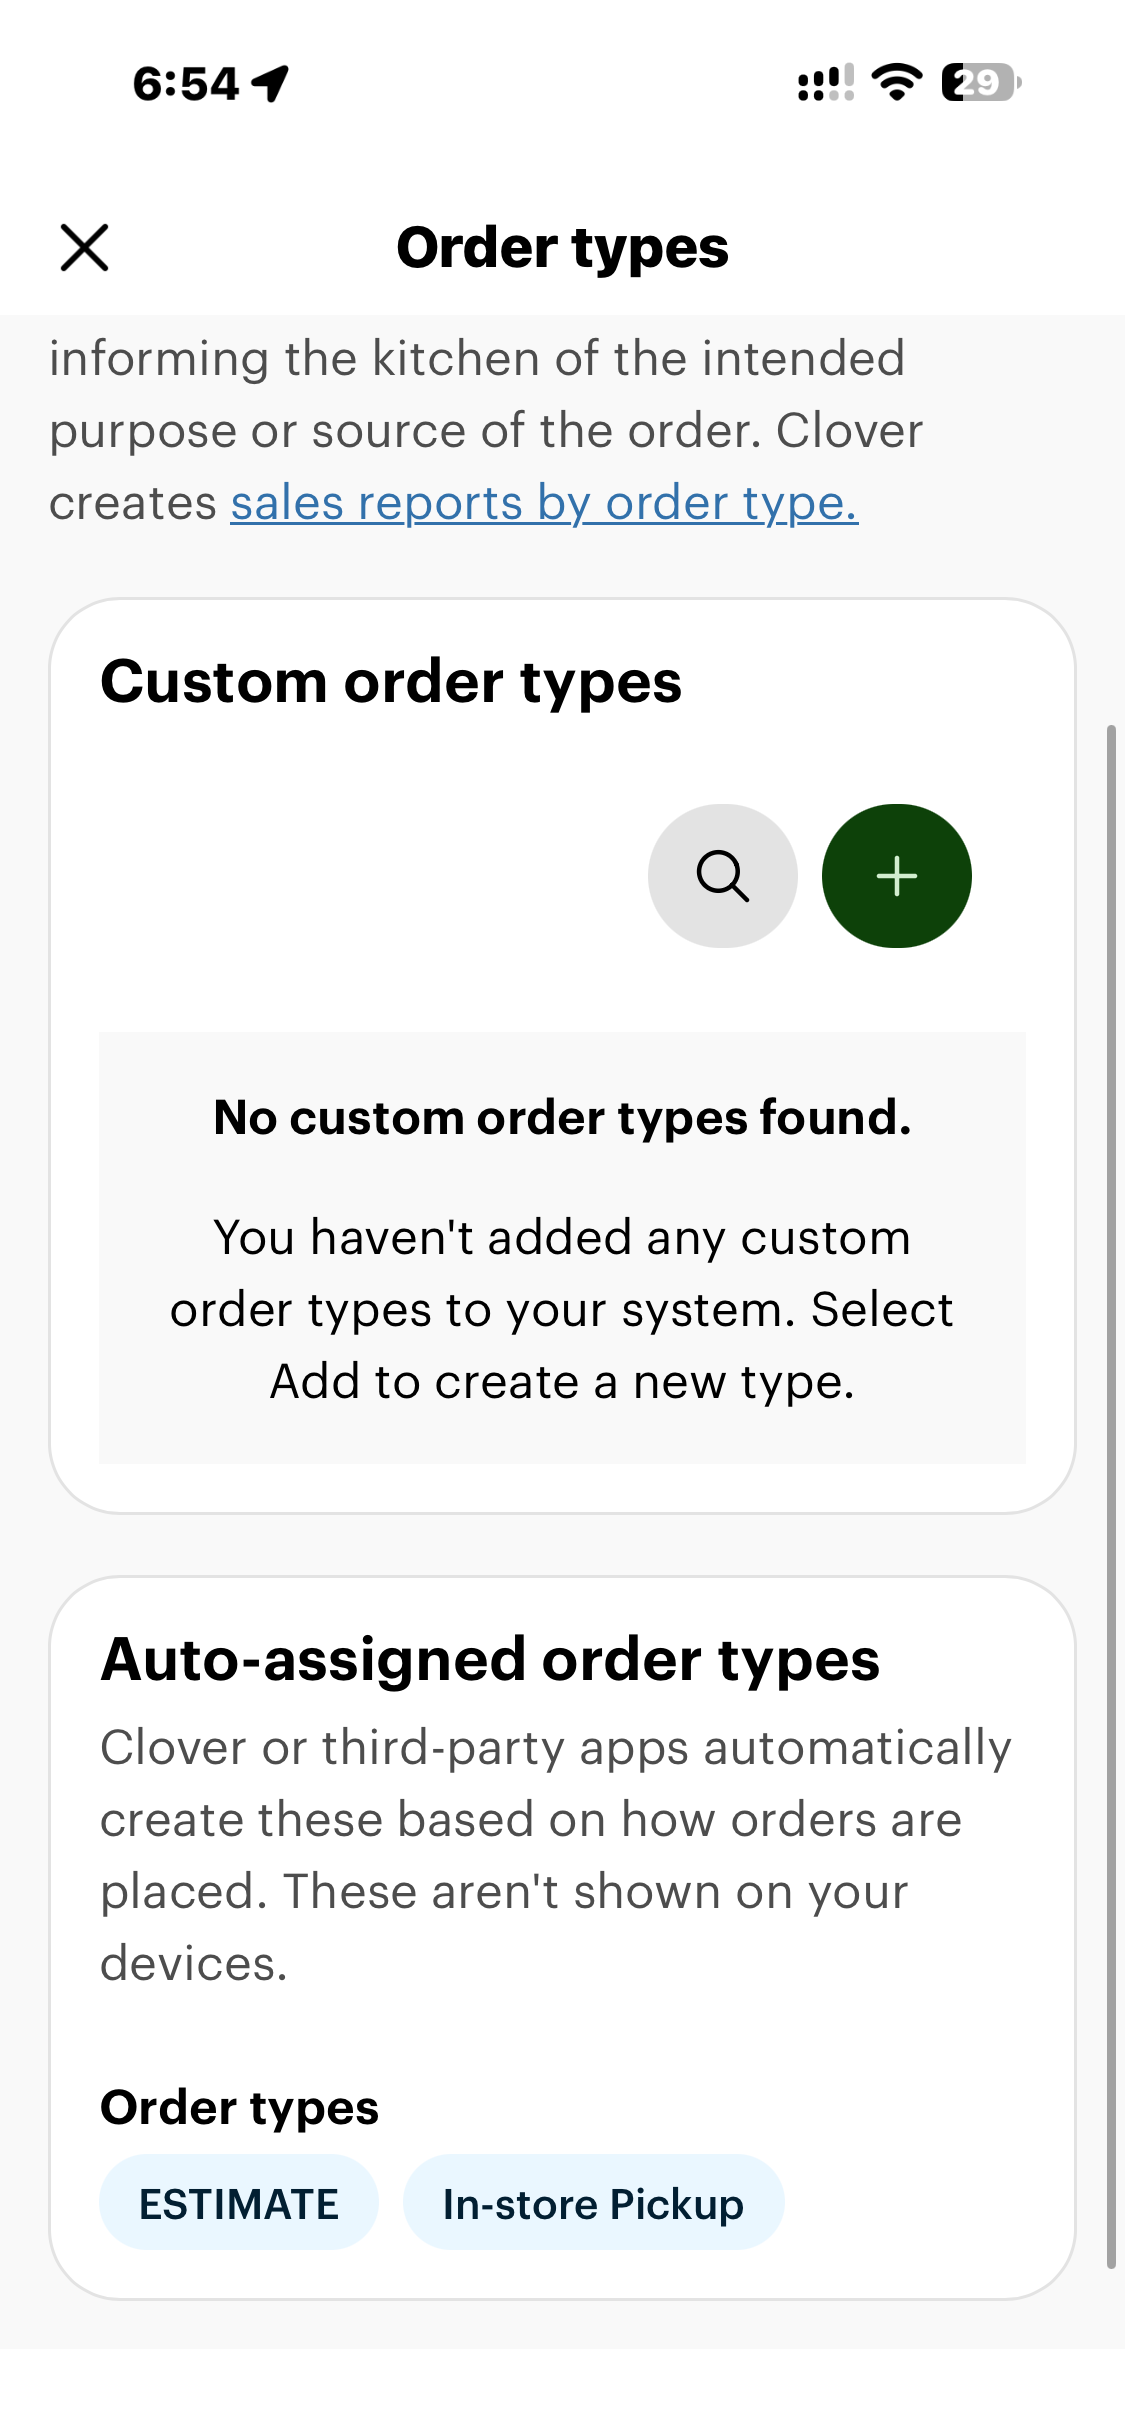 6:54
29
Order types
informing the kitchen of the intended
purpose or source of the order. Clover
creates sales reports by order type.
Custom order types
No custom order types found.
You haven't added any custom
order types to your system. Select
Add to create a new type.
Auto-assigned order types
Clover or third-party apps automatically
create these based on how orders are
placed. These aren't shown on your
devices.
Order types
ESTIMATE
In-store Pickup